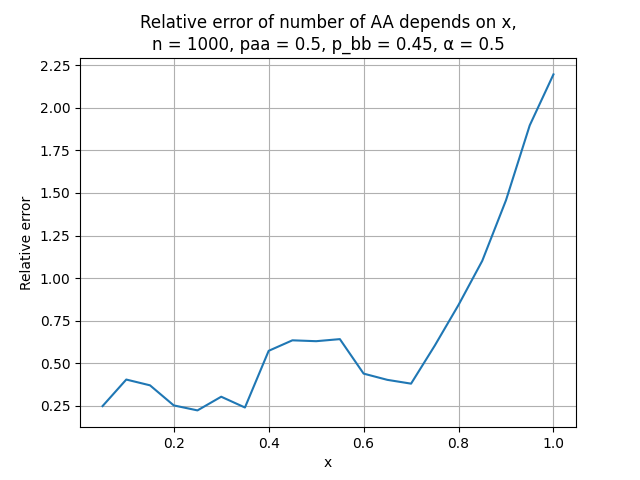 Relative error of number of AA depends on x,
n = 1000, paa = 0.5, p_bb = 0.45, α = 0.5
2.25
2.00
1.75
1.50
1.25
1.00
0.75
0.50
0.25
Relative error
0.2 0.4 0.6 0.8 1.0
x